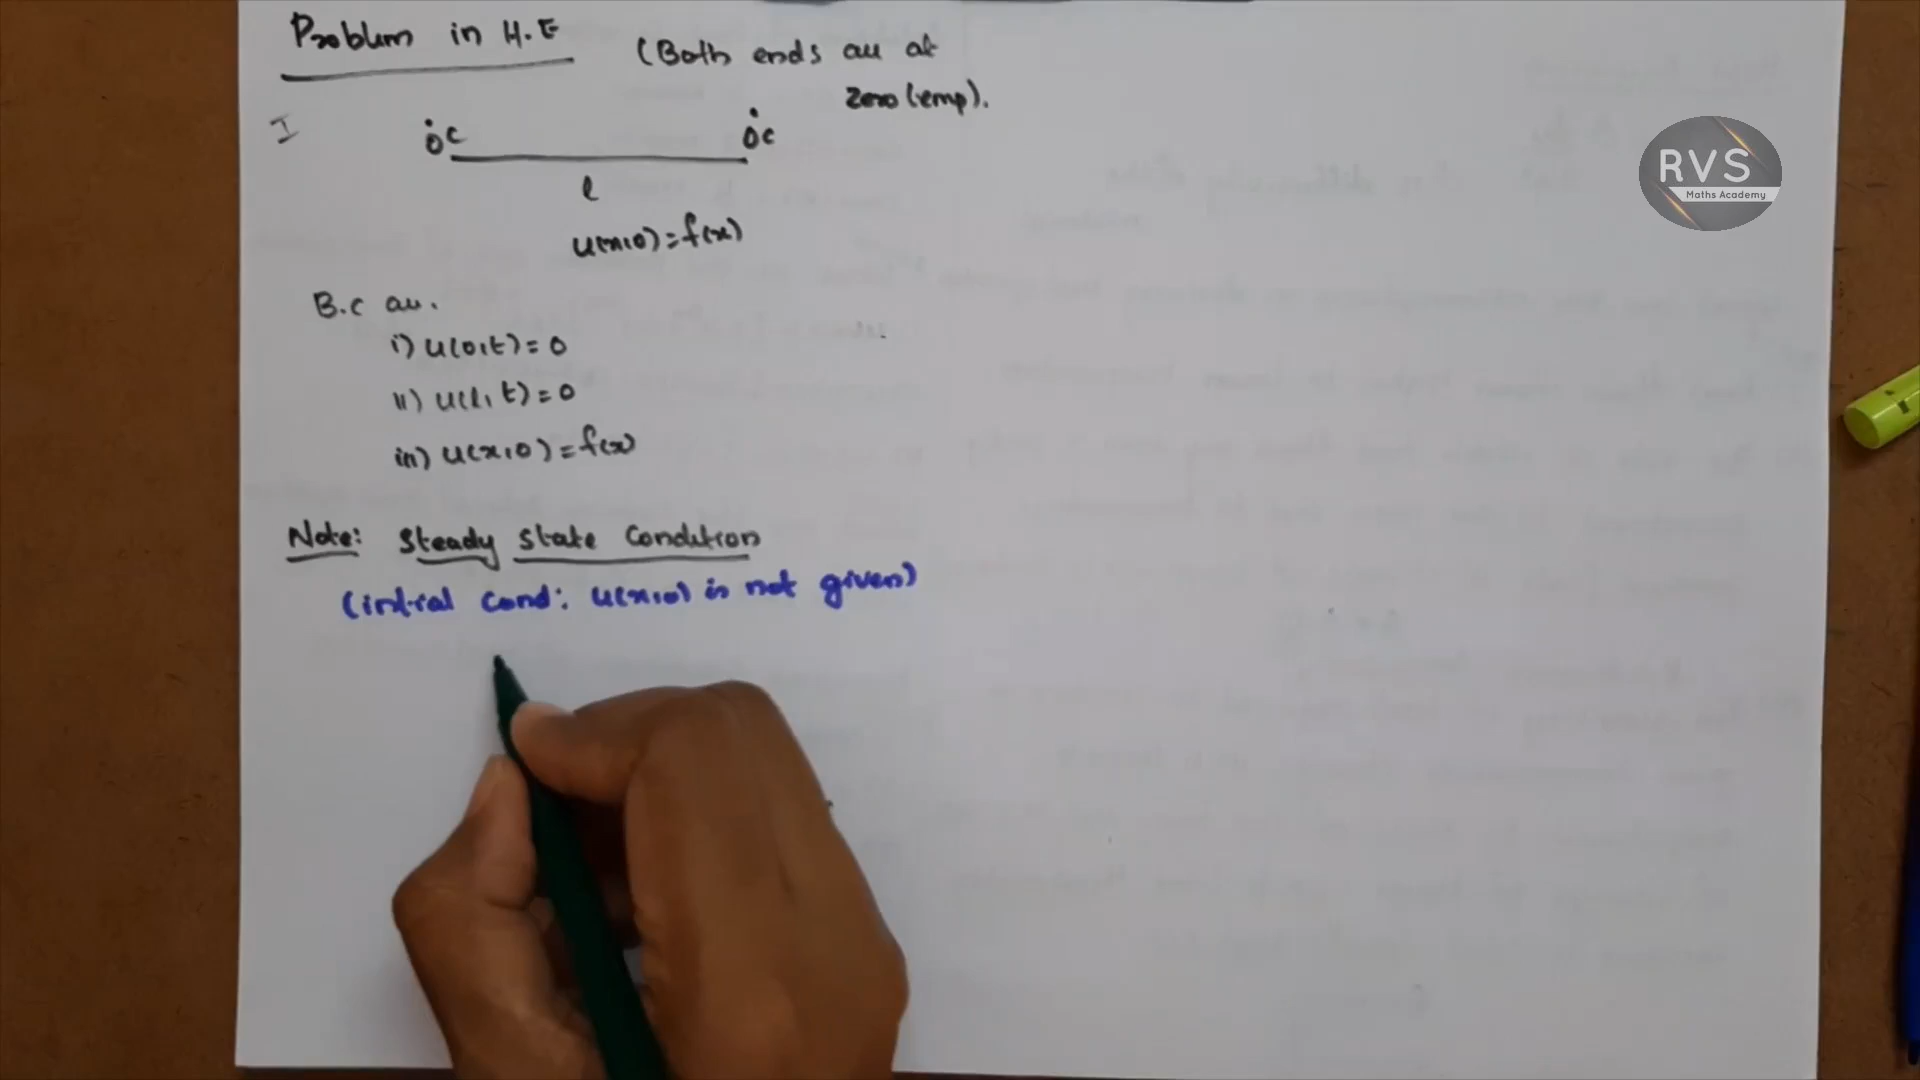 Problem in H.E
(Both ends are at
zero temp).
I
0°C 0°C
l
u(x,0)=f(x)
B.C are.
i) u(0,t)=0
ii) u(l,t)=0
iii) u(x,0)=f(x)
Note: Steady State Condition
(initial cond: u(x,0) is not given)
RVS
Maths Academy